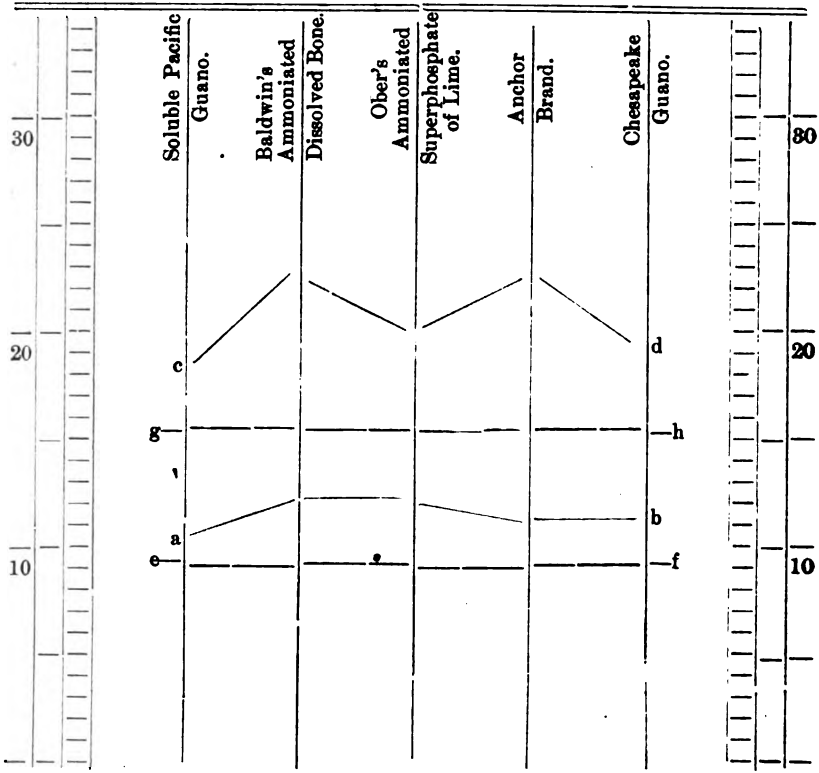 Soluble Pacific
Guano.
Baldwin's
Ammoniated
Dissolved Bone.
Ober's
Ammoniated
Superphosphate
of Lime.
Anchor
Brand.
Chesapeake
Guano.
30
30
20
20
c
d
g
h
a
b
e
f
10
10